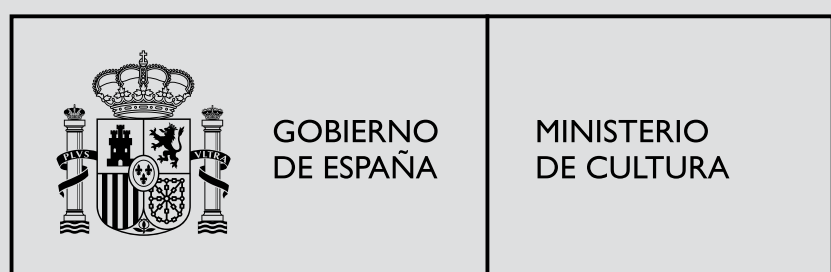 PLVS VLTRA
GOBIERNO
DE ESPAÑA
MINISTERIO
DE CULTURA